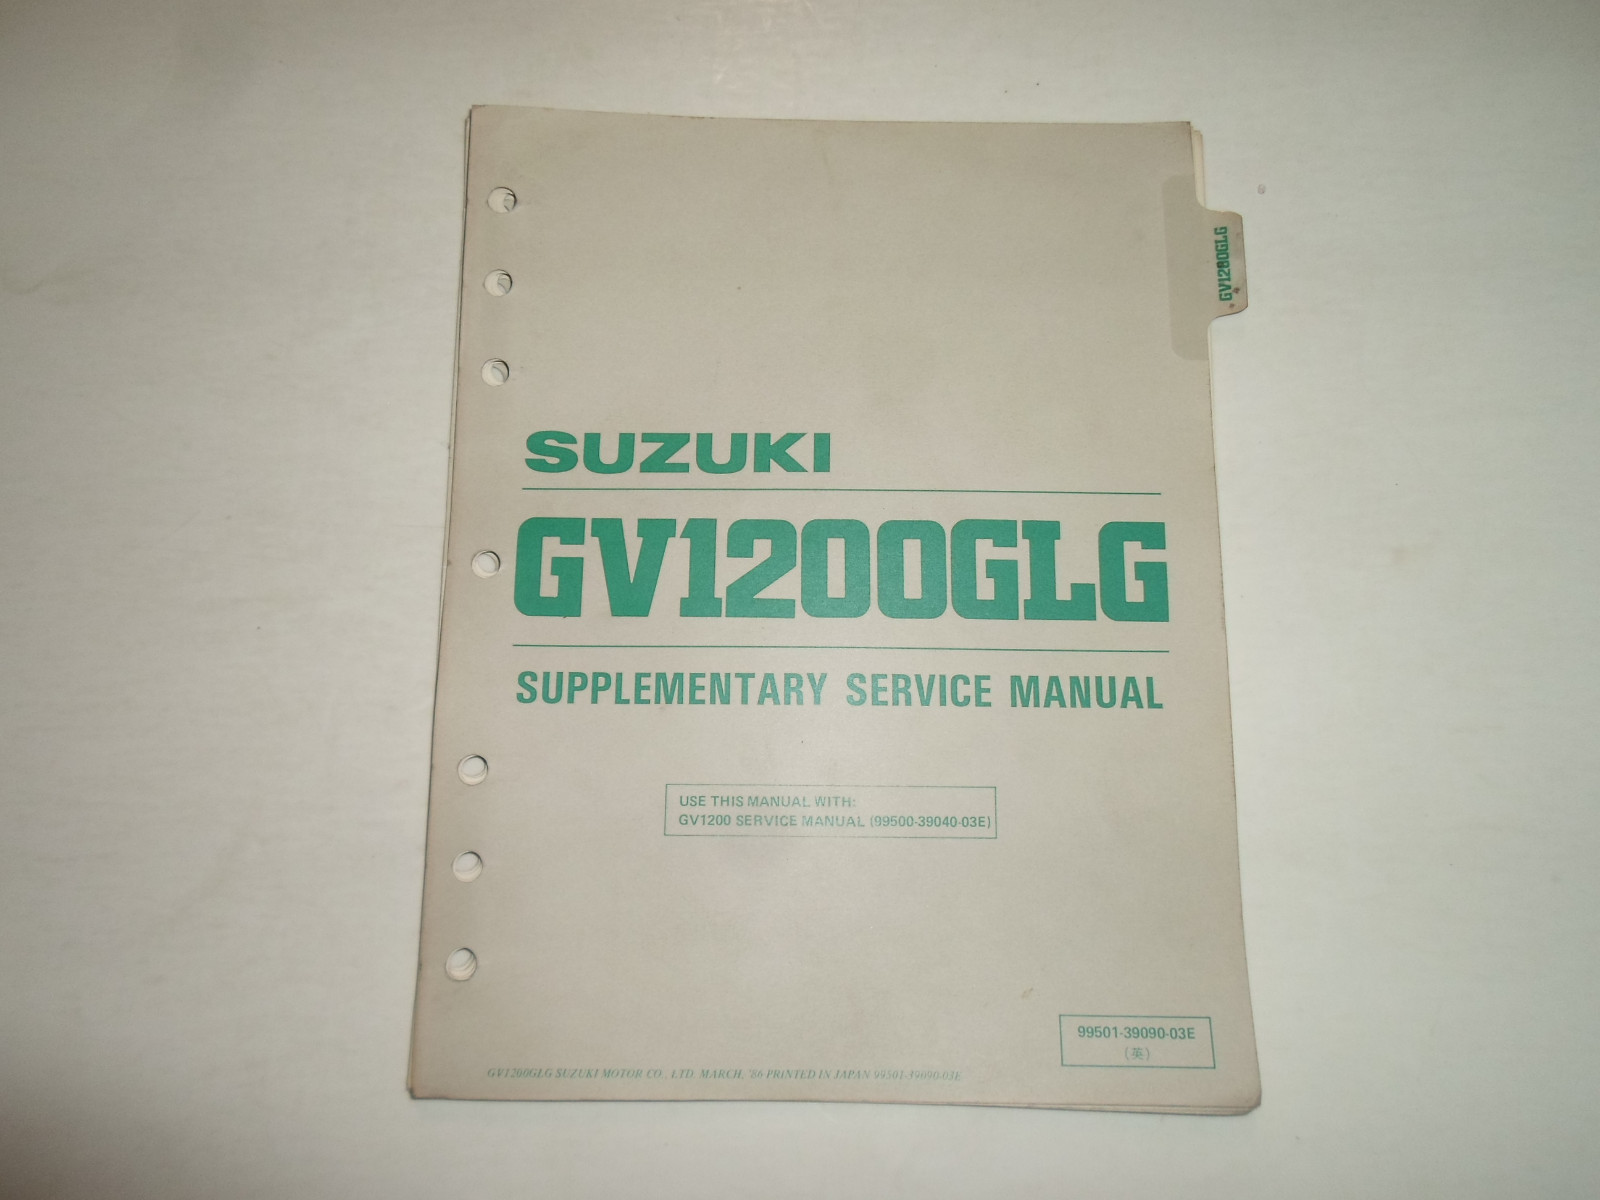 GV1200GLG
SUZUKI
GV1200GLG
SUPPLEMENTARY SERVICE MANUAL
USE THIS MANUAL WITH:
GV1200 SERVICE MANUAL (99500-39040-03E)
99501-39090-03E
(英)
GV1200GLG SUZUKI MOTOR CO., LTD. MARCH, '86 PRINTED IN JAPAN 99501-39090-03E